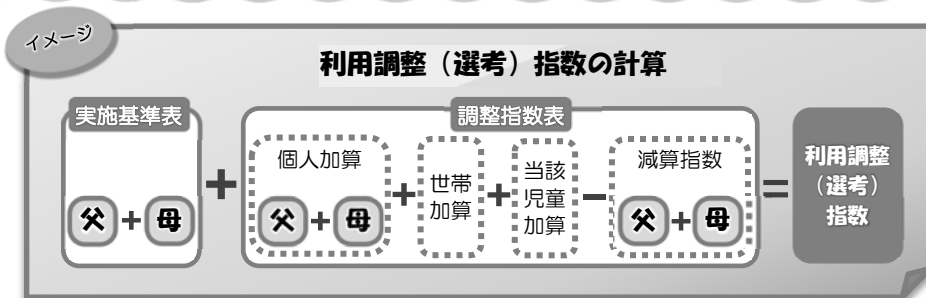 イメージ
利用調整（選考）指数の計算
実施基準表
父＋母
＋
調整指数表
個人加算
父＋母
＋
世帯
加算
＋
当該
児童
加算
－
減算指数
父＋母
＝
利用調整
（選考）
指数